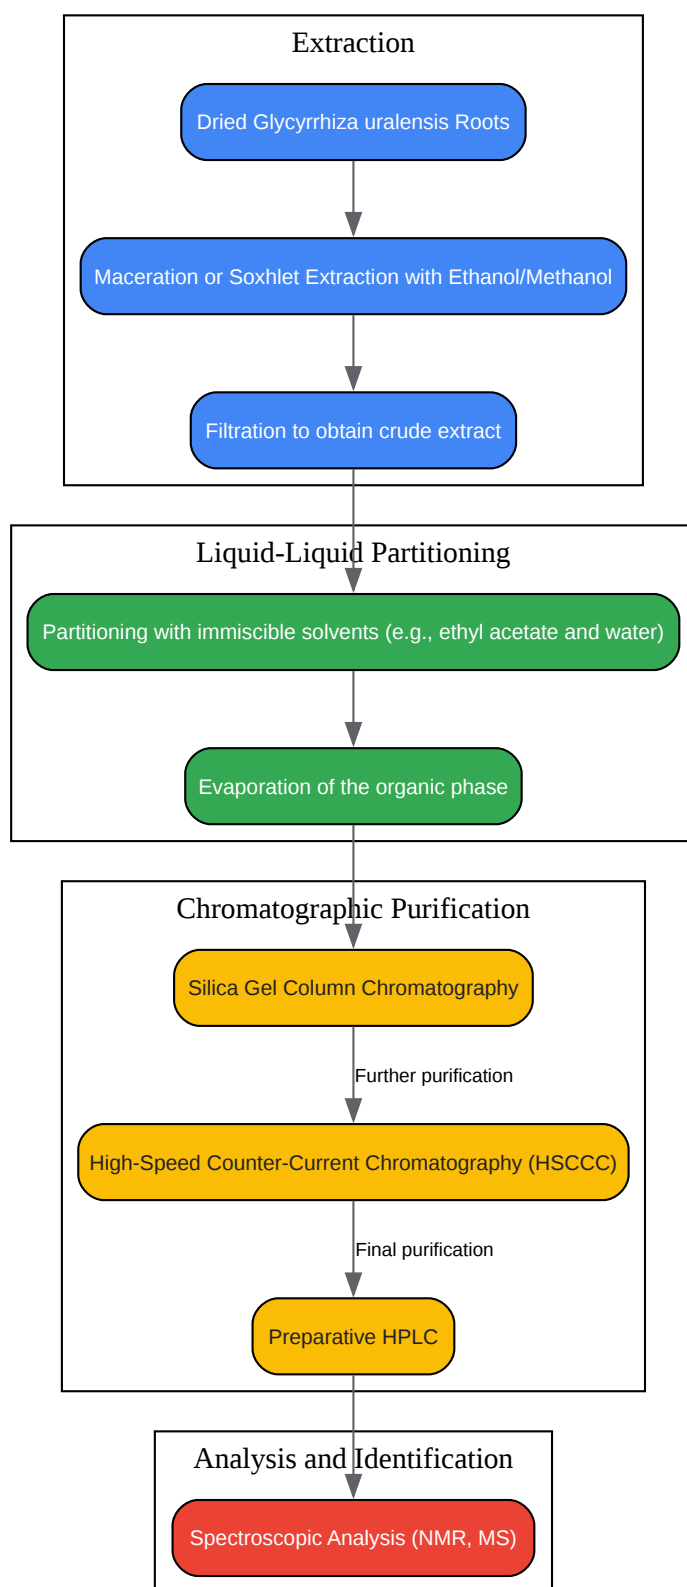 Extraction
Dried Glycyrrhiza uralensis Roots
Maceration or Soxhlet Extraction with Ethanol/Methanol
Filtration to obtain crude extract
Liquid-Liquid Partitioning
Partitioning with immiscible solvents (e.g., ethyl acetate and water)
Evaporation of the organic phase
Chromatographic Purification
Silica Gel Column Chromatography
Further purification
High-Speed Counter-Current Chromatography (HSCCC)
Final purification
Preparative HPLC
Analysis and Identification
Spectroscopic Analysis (NMR, MS)